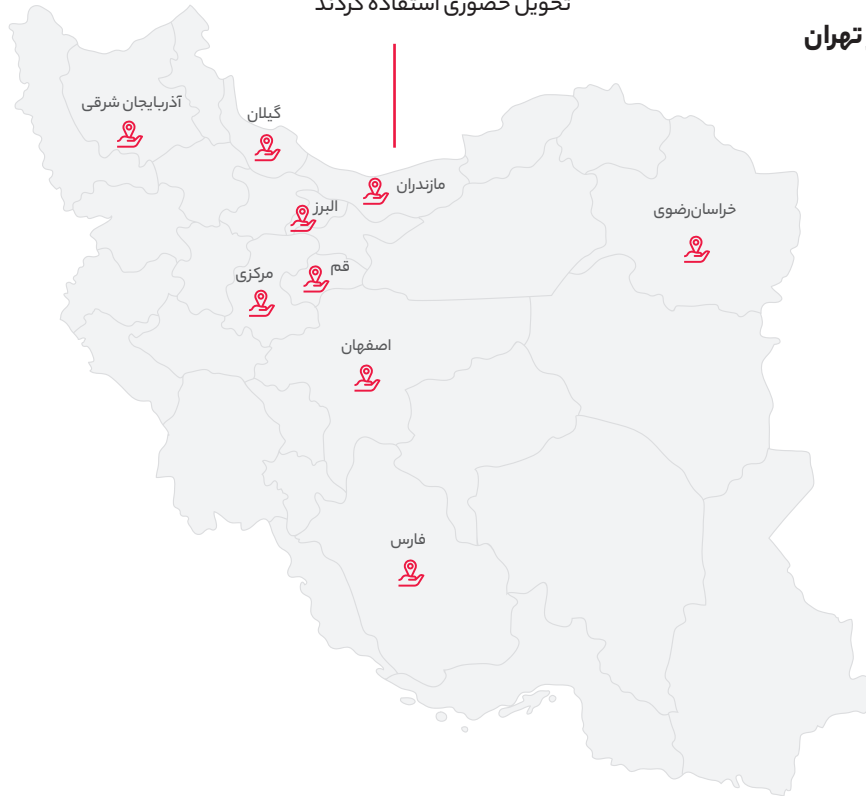 تحویل حضوری استفاده کردند
تهران
آذربایجان شرقی
گیلان
مازندران
البرز
خراسان‌رضوی
قم
مرکزی
اصفهان
فارس